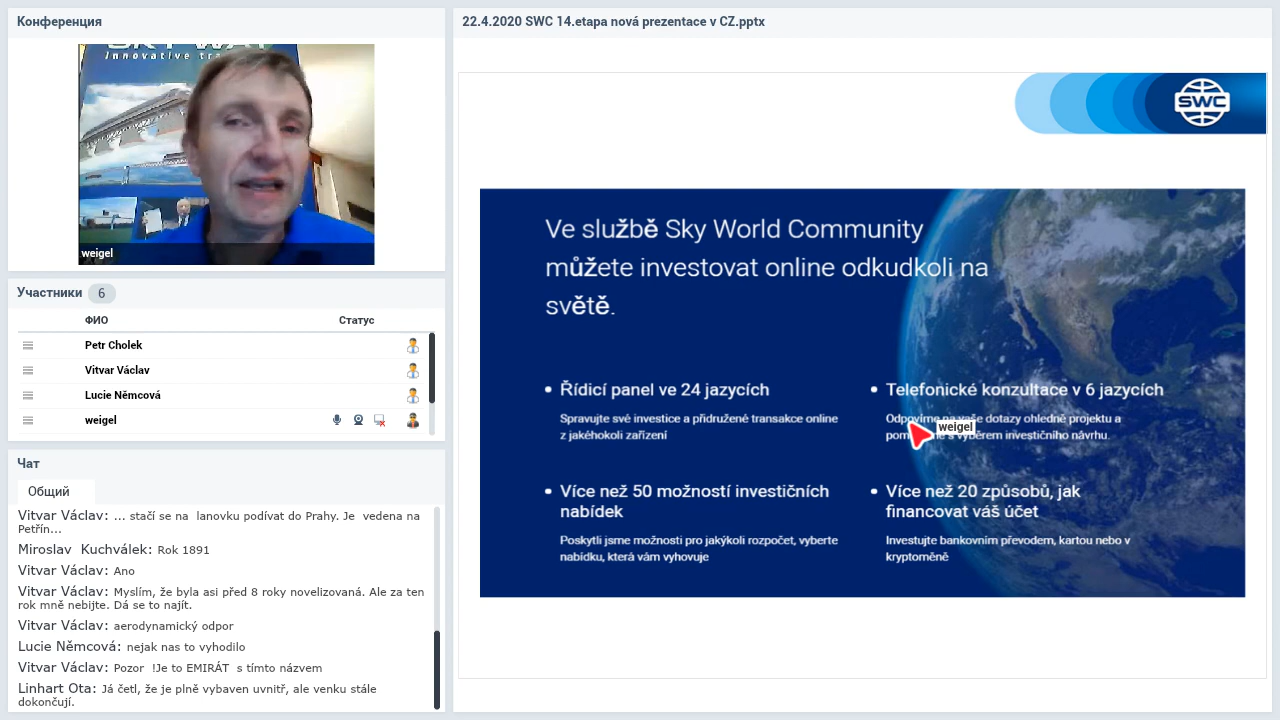 Конференция
SKY WAY
Innovative tra
weigel
Участники 6
ФИО Статус
Petr Cholek
Vitvar Václav
Lucie Němcová
weigel
Чат
Общий
Vitvar Václav: ... stačí se na lanovku podívat do Prahy. Je vedena na
Petřín...
Miroslav Kuchválek: Rok 1891
Vitvar Václav: Ano
Vitvar Václav: Myslím, že byla asi před 8 roky novelizovaná. Ale za ten
rok mně nebijte. Dá se to najít.
Vitvar Václav: aerodynamický odpor
Lucie Němcová: nejak nas to vyhodilo
Vitvar Václav: Pozor !Je to EMIRÁT s tímto názvem
Linhart Ota: Já četl, že je plně vybaven uvnitř, ale venku stále
dokončují.
22.4.2020 SWC 14.etapa nová prezentace v CZ.pptx
SWC
Ve službě Sky World Community
můžete investovat online odkudkoli na
světě.
Řídicí panel ve 24 jazycích
Spravujte své investice a přidružené transakce online
z jakéhokoli zařízení
Telefonické konzultace v 6 jazycích
Odpovíme na vaše dotazy ohledně projektu a
s výběrem investičního návrhu.
weigel
Více než 50 možností investičních
nabídek
Poskytli jsme možnosti pro jakýkoli rozpočet, vyberte
nabídku, která vám vyhovuje
Více než 20 způsobů, jak
financovat váš účet
Investujte bankovním převodem, kartou nebo v
kryptoměně